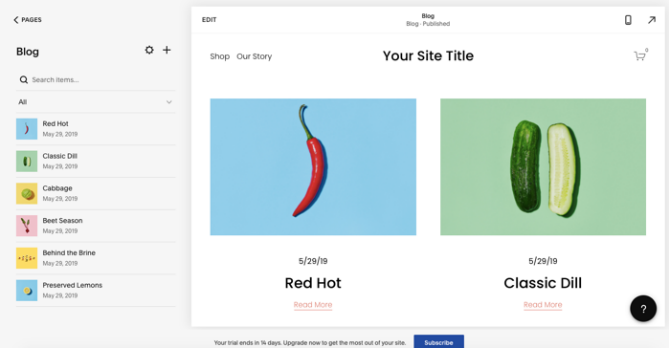 PAGES
Blog
Search items...
All
Red Hot
May 29, 2019
Classic Dill
May 29, 2019
Cabbage
May 29, 2019
Beet Season
May 29, 2019
Behind the Brine
May 29, 2019
Preserved Lemons
May 29, 2019
EDIT
Blog
Blog · Published
Shop Our Story
Your Site Title
0
5/29/19
Red Hot
Read More
5/29/19
Classic Dill
Read More
?
Your trial ends in 14 days. Upgrade now to get the most out of your site.
Subscribe